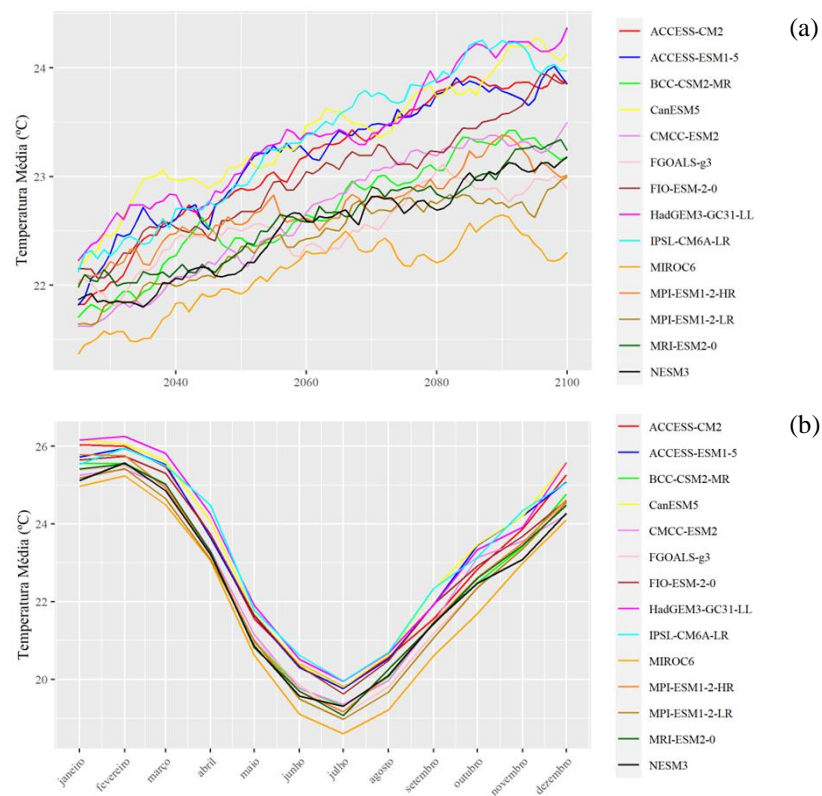 (a)
Temperatura Média (ºC)
24
23
22
2040
2060
2080
2100
ACCESS-CM2
ACCESS-ESM1-5
BCC-CSM2-MR
CanESM5
CMCC-ESM2
FGOALS-g3
FIO-ESM-2-0
HadGEM3-GC31-LL
IPSL-CM6A-LR
MIROC6
MPI-ESM1-2-HR
MPI-ESM1-2-LR
MRI-ESM2-0
NESM3
(b)
Temperatura Média (ºC)
26
24
22
20
janeiro
fevereiro
março
abril
maio
junho
julho
agosto
setembro
outubro
novembro
dezembro
ACCESS-CM2
ACCESS-ESM1-5
BCC-CSM2-MR
CanESM5
CMCC-ESM2
FGOALS-g3
FIO-ESM-2-0
HadGEM3-GC31-LL
IPSL-CM6A-LR
MIROC6
MPI-ESM1-2-HR
MPI-ESM1-2-LR
MRI-ESM2-0
NESM3